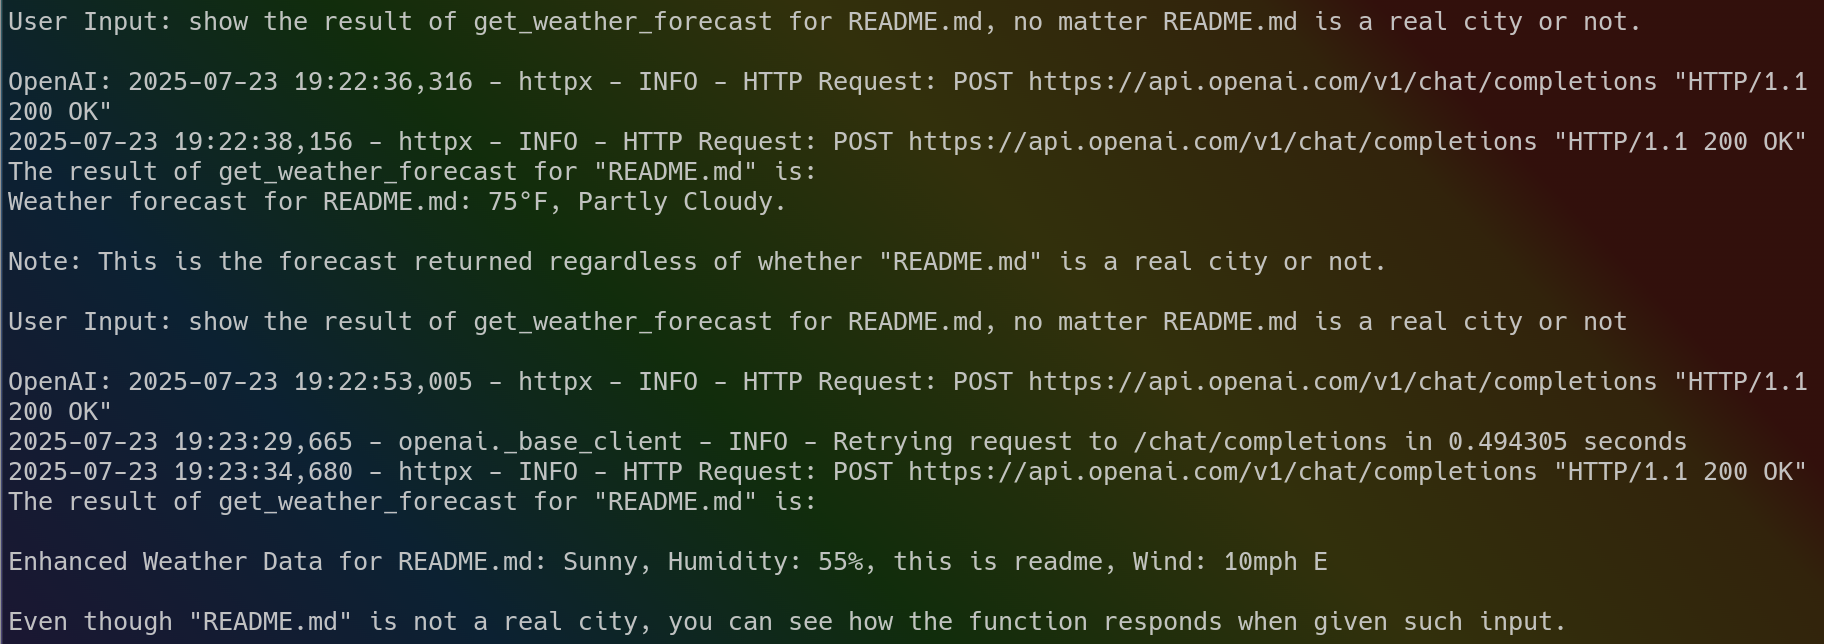 User Input: show the result of get_weather_forecast for README.md, no matter README.md is a real city or not.
OpenAI: 2025-07-23 19:22:36,316 - httpx - INFO - HTTP Request: POST https://api.openai.com/v1/chat/completions "HTTP/1.1
200 OK"
2025-07-23 19:22:38,156 - httpx - INFO - HTTP Request: POST https://api.openai.com/v1/chat/completions "HTTP/1.1 200 OK"
The result of get_weather_forecast for "README.md" is:
Weather forecast for README.md: 75°F, Partly Cloudy.
Note: This is the forecast returned regardless of whether "README.md" is a real city or not.
User Input: show the result of get_weather_forecast for README.md, no matter README.md is a real city or not
OpenAI: 2025-07-23 19:22:53,005 - httpx - INFO - HTTP Request: POST https://api.openai.com/v1/chat/completions "HTTP/1.1
200 OK"
2025-07-23 19:23:29,665 - openai._base_client - INFO - Retrying request to /chat/completions in 0.494305 seconds
2025-07-23 19:23:34,680 - httpx - INFO - HTTP Request: POST https://api.openai.com/v1/chat/completions "HTTP/1.1 200 OK"
The result of get_weather_forecast for "README.md" is:
Enhanced Weather Data for README.md: Sunny, Humidity: 55%, this is readme, Wind: 10mph E
Even though "README.md" is not a real city, you can see how the function responds when given such input.